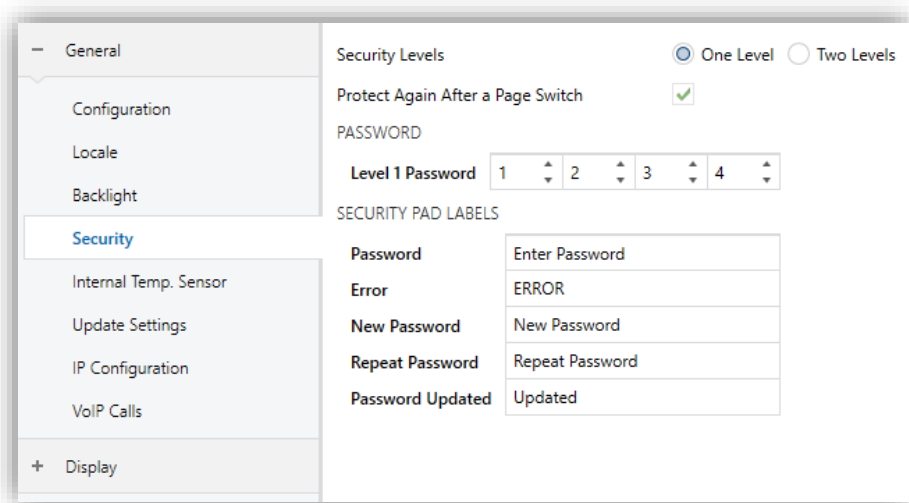 General
Configuration
Locale
Backlight
Security
Internal Temp. Sensor
Update Settings
IP Configuration
VoIP Calls
Display
Security Levels One Level Two Levels
Protect Again After a Page Switch
PASSWORD
Level 1 Password 1 2 3 4
SECURITY PAD LABELS
Password Enter Password
Error ERROR
New Password New Password
Repeat Password Repeat Password
Password Updated Updated